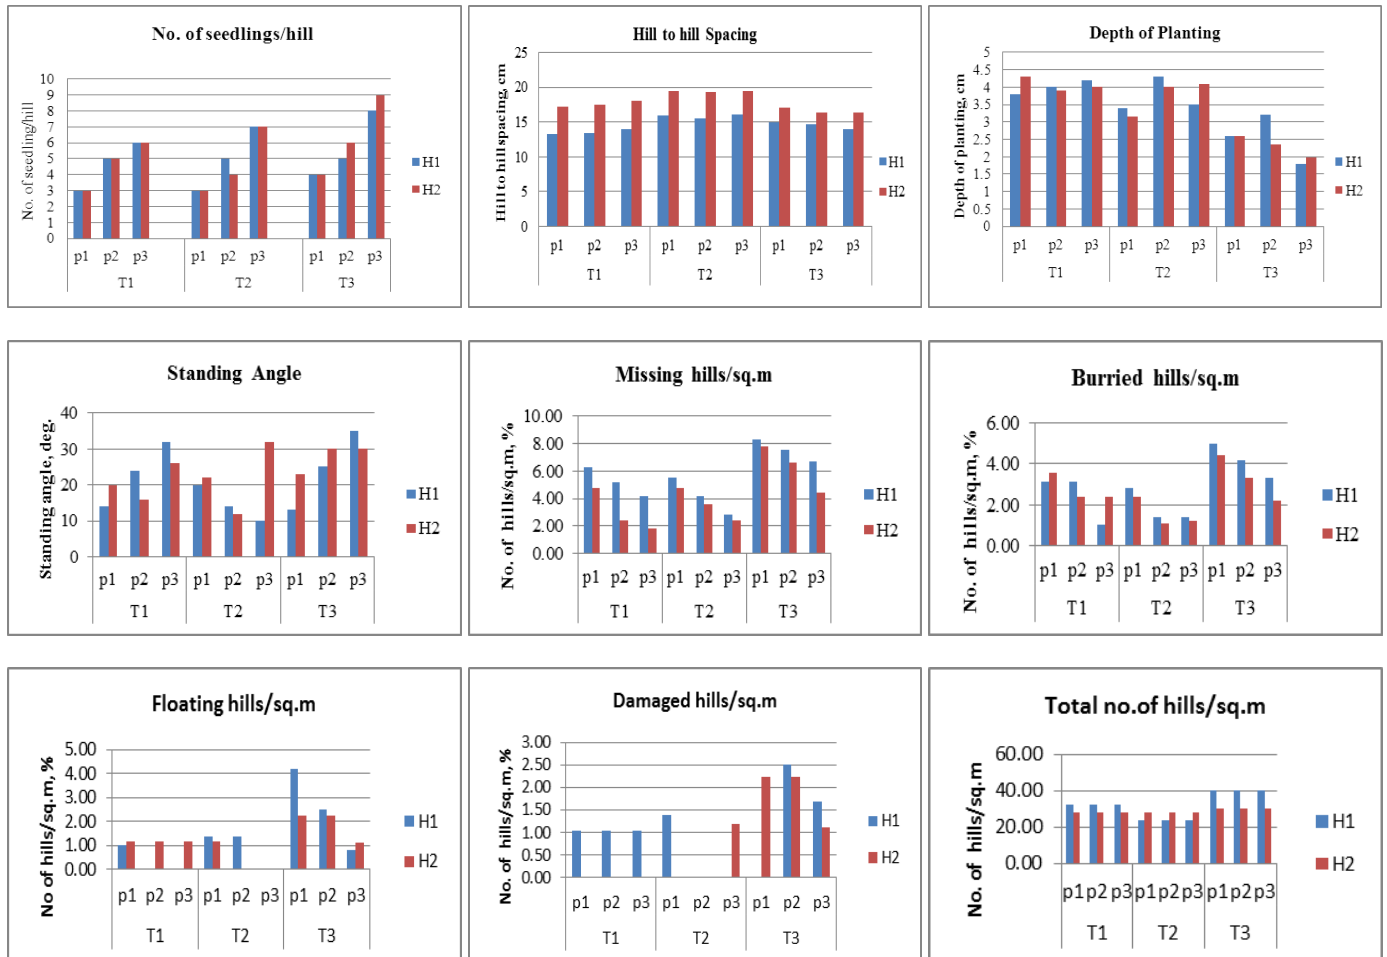 No. of seedlings/hill
No. of seedling/hill
10
9
8
7
6
5
4
3
2
1
0
p1 p2 p3 p1 p2 p3 p1 p2 p3
T1 T2 T3
H1
H2
Hill to hill Spacing
Hill to hill spacing, cm
25
20
15
10
5
0
p1 p2 p3 p1 p2 p3 p1 p2 p3
T1 T2 T3
H1
H2
Depth of Planting
Depth of planting, cm
5
4.5
4
3.5
3
2.5
2
1.5
1
0.5
0
p1 p2 p3 p1 p2 p3 p1 p2 p3
T1 T2 T3
H1
H2
Standing Angle
Standing angle, deg.
40
30
20
10
0
p1 p2 p3 p1 p2 p3 p1 p2 p3
T1 T2 T3
H1
H2
Missing hills/sq.m
No. of hills/sq.m, %
10.00
8.00
6.00
4.00
2.00
0.00
p1 p2 p3 p1 p2 p3 p1 p2 p3
T1 T2 T3
H1
H2
Burried hills/sq.m
No. of hills/sq.m, %
6.00
4.00
2.00
0.00
p1 p2 p3 p1 p2 p3 p1 p2 p3
T1 T2 T3
H1
H2
Floating hills/sq.m
No of hills/sq.m, %
5.00
4.00
3.00
2.00
1.00
0.00
p1 p2 p3 p1 p2 p3 p1 p2 p3
T1 T2 T3
H1
H2
Damaged hills/sq.m
No. of hills/sq.m, %
3.00
2.50
2.00
1.50
1.00
0.50
0.00
p1 p2 p3 p1 p2 p3 p1 p2 p3
T1 T2 T3
H1
H2
Total no.of hills/sq.m
No. of hills/sq.m
60.00
40.00
20.00
0.00
p1 p2 p3 p1 p2 p3 p1 p2 p3
T1 T2 T3
H1
H2